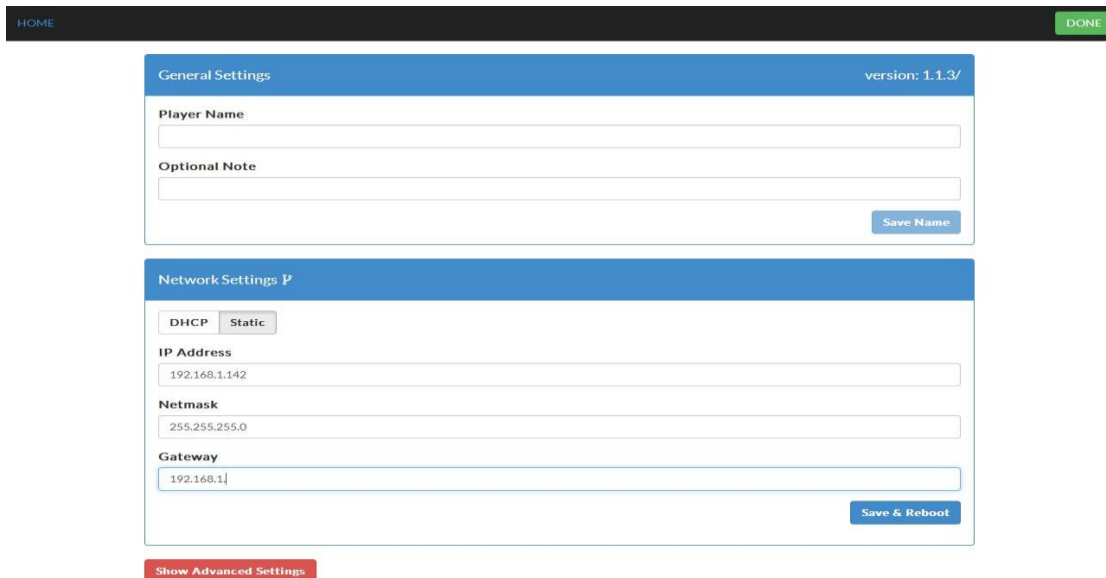 HOME
DONE
General Settings version: 1.1.3/
Player Name
Optional Note
Save Name
Network Settings
DHCP Static
IP Address
192.168.1.142
Netmask
255.255.255.0
Gateway
192.168.1.
Save & Reboot
Show Advanced Settings